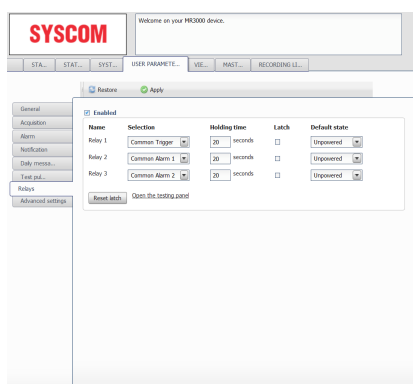 SYSCOM
Welcome on your MR3000 device.
STA... STAT... SYST... USER PARAMETE... VIE... MAST... RECORDING LI...
Restore Apply
General
Acquisition
Alarm
Notification
Daily messa...
Test pul...
Relays
Advanced settings
Enabled
Name Selection Holding time Latch Default state
Relay 1 Common Trigger 20 seconds Unpowered
Relay 2 Common Alarm 1 20 seconds Unpowered
Relay 3 Common Alarm 2 20 seconds Unpowered
Reset latch Open the testing panel